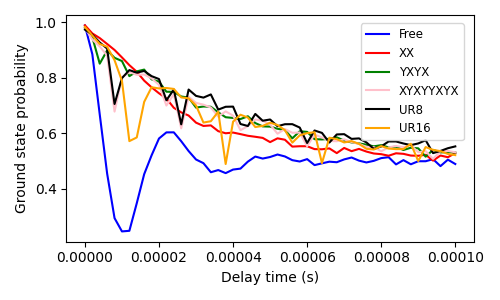 Ground state probability
1.0
0.8
0.6
0.4
Free
XX
YXYX
XYXYYXYX
UR8
UR16
0.00000 0.00002 0.00004 0.00006 0.00008 0.00010
Delay time (s)